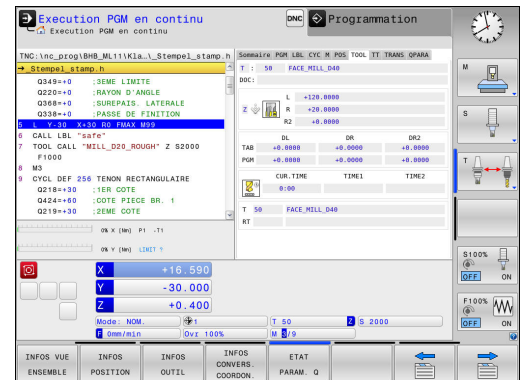 Execution PGM en continu
Execution PGM en continu
DNC
Programmation
TNC:\nc_prog\BHB_ML11\Kla…\_Stempel_stamp.h
→_Stempel_stamp.h
Q349=+0 ;3EME LIMITE
Q220=+0 ;RAYON D'ANGLE
Q368=+0 ;SUREPAIS. LATERALE
Q338=+0 ;PASSE DE FINITION
5 L Y-30 X+30 R0 FMAX M99
6 CALL LBL "safe"
7 TOOL CALL "MILL_D20_ROUGH" Z S2000
F1000
8 M3
9 CYCL DEF 256 TENON RECTANGULAIRE
Q218=+30 ;1ER COTE
Q424=+60 ;COTE PIECE BR. 1
Q219=+30 ;2EME COTE
0% X [Nm] P1 -T1
0% Y [Nm] LIMIT
Sommaire PGM LBL CYC M POS TOOL TT TRANS QPARA
T : 50 FACE_MILL_D40
DOC:
L +120.0000
Z R +20.0000
R2 +0.0000
DL DR DR2
TAB +0.0000 +0.0000 +0.0000
PGM +0.0000 +0.0000 +0.0000
CUR.TIME TIME1 TIME2
0:00
T 50 FACE_MILL_D40
RT
X +16.590
Y -30.000
Z +0.400
Mode: NOM. 1 T 50 Z S 2000
F 0mm/min Ovr 100% M 3/9
M
S
T
S100%
OFF ON
F100%
OFF ON
INFOS VUE ENSEMBLE
INFOS POSITION
INFOS OUTIL
INFOS CONVERS. COORDON.
ETAT PARAM. Q